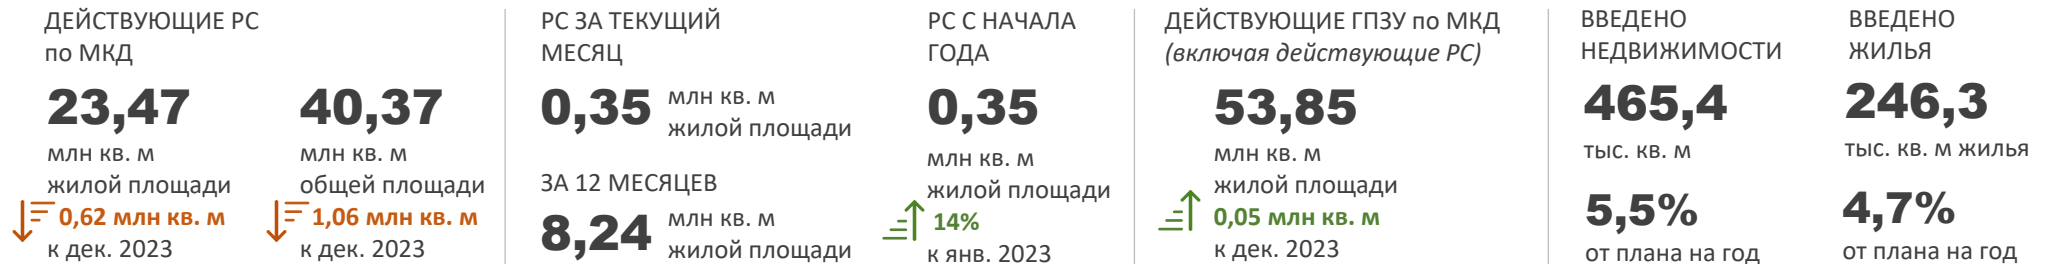 ДЕЙСТВУЮЩИЕ РС
по МКД
23,47
млн кв. м
жилой площади
0,62 млн кв. м
к дек. 2023
40,37
млн кв. м
общей площади
1,06 млн кв. м
к дек. 2023
РС ЗА ТЕКУЩИЙ
МЕСЯЦ
0,35
млн кв. м
жилой площади
ЗА 12 МЕСЯЦЕВ
8,24
млн кв. м
жилой площади
РС С НАЧАЛА
ГОДА
0,35
млн кв. м
жилой площади
14%
к янв. 2023
ДЕЙСТВУЮЩИЕ ГПЗУ по МКД
(включая действующие РС)
53,85
млн кв. м
жилой площади
0,05 млн кв. м
к дек. 2023
ВВЕДЕНО
НЕДВИЖИМОСТИ
465,4
тыс. кв. м
5,5%
от плана на год
ВВЕДЕНО
ЖИЛЬЯ
246,3
тыс. кв. м жилья
4,7%
от плана на год